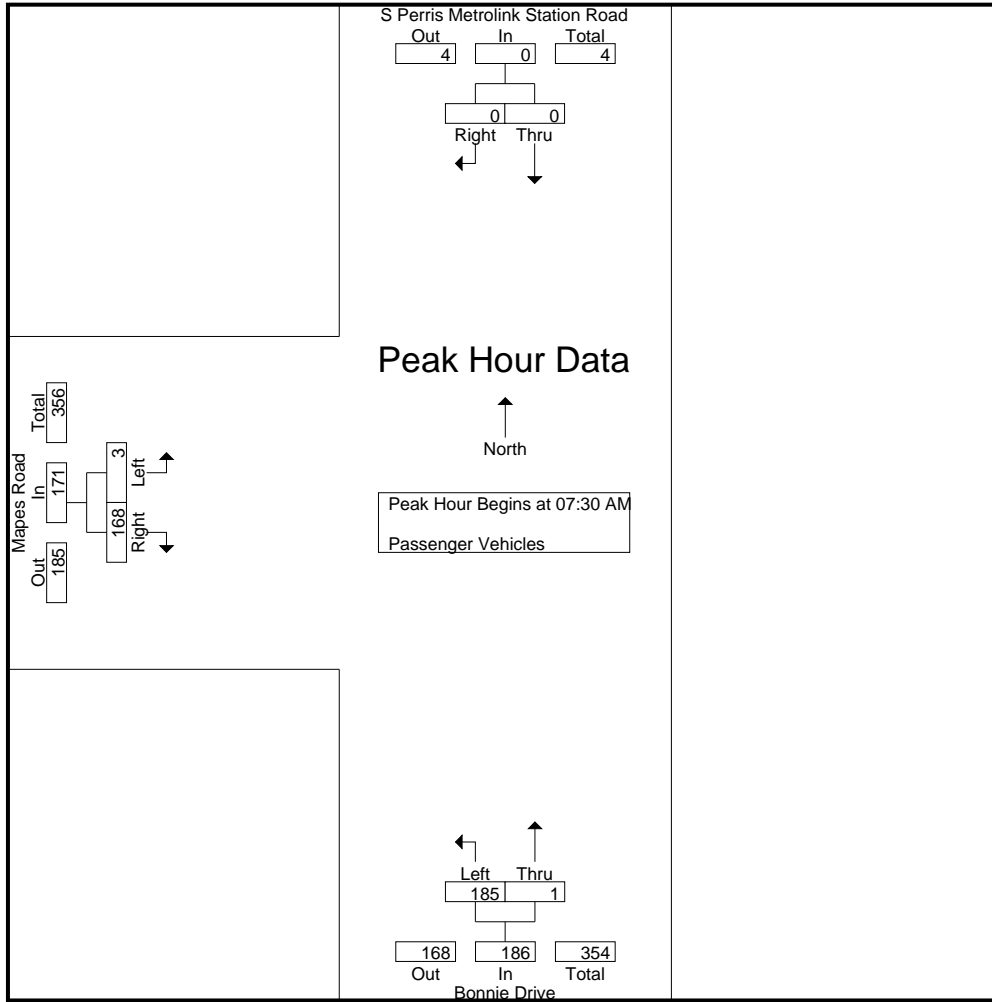 S Perris Metrolink Station Road
Out In Total
4 0 4
0 0
Right Thru
Peak Hour Data
North
Peak Hour Begins at 07:30 AM
Passenger Vehicles
Mapes Road
Out In Total
185 171 356
168 3
Right Left
Left Thru
185 1
168 186 354
Out In Total
Bonnie Drive